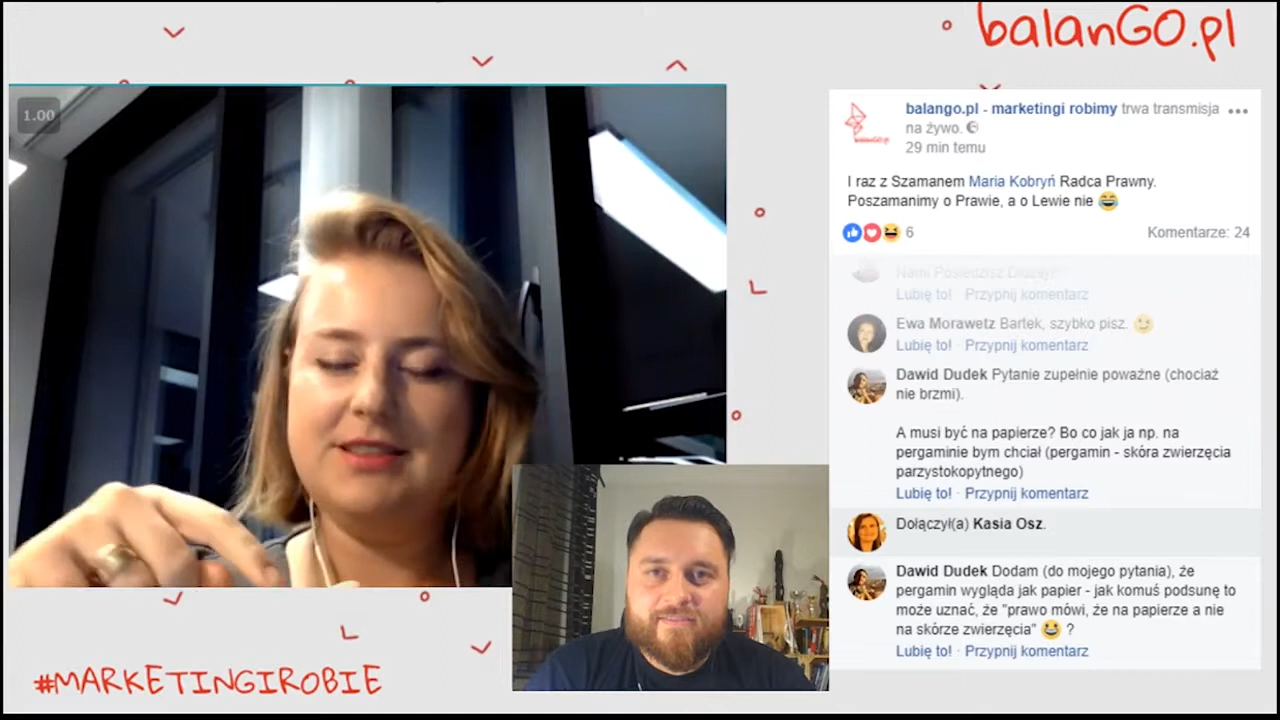 balanGO.pl
1.00
balango.pl - marketingi robimy trwa transmisja
na żywo.
29 min temu
I raz z Szamanem Maria Kobryń Radca Prawny.
Poszamanimy o Prawie, a o Lewie nie
6 Komentarze: 24
Lubię to! · Przypnij komentarz
Ewa Morawetz Bartek, szybko pisz.
Lubię to! · Przypnij komentarz
Dawid Dudek Pytanie zupełnie poważne (chociaż
nie brzmi).
A musi być na papierze? Bo co jak ja np. na
pergaminie bym chciał (pergamin - skóra zwierzęcia
parzystokopytnego)
Lubię to! · Przypnij komentarz
Dołączył(a) Kasia Osz.
Dawid Dudek Dodam (do mojego pytania), że
pergamin wygląda jak papier - jak komuś podsunę to
może uznać, że "prawo mówi, że na papierze a nie
na skórze zwierzęcia" ?
Lubię to! · Przypnij komentarz
#MARKETINGIROBIE